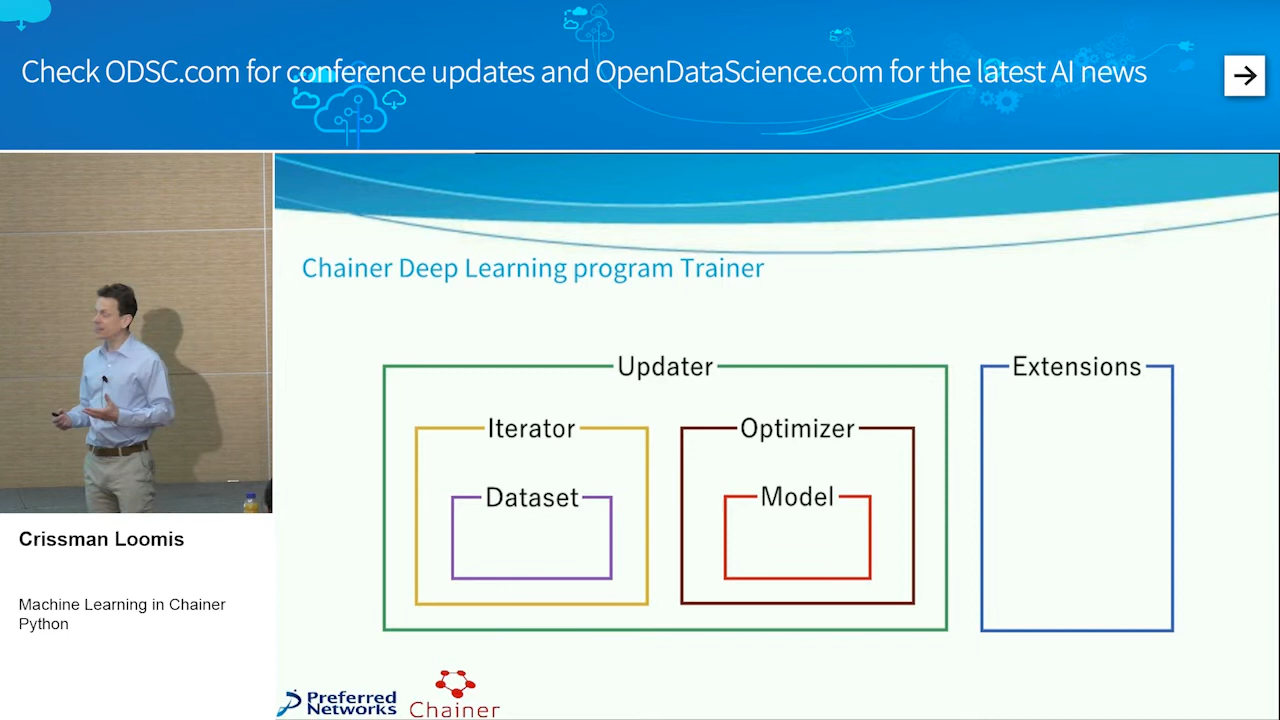 Check ODSC.com for conference updates and OpenDataScience.com for the latest AI news
Chainer Deep Learning program Trainer
Updater
Extensions
Iterator
Optimizer
Dataset
Model
Crissman Loomis
Machine Learning in Chainer
Python
Preferred
Networks
Chainer